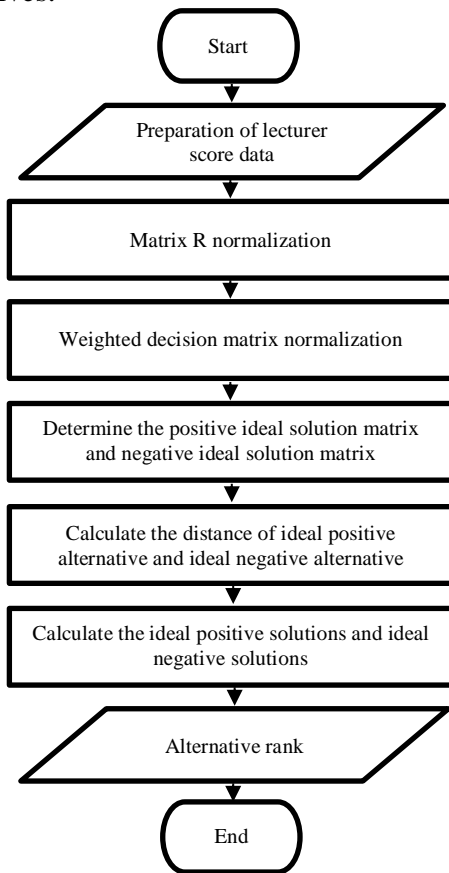 Start
Preparation of lecturer
score data
Matrix R normalization
Weighted decision matrix normalization
Determine the positive ideal solution matrix
and negative ideal solution matrix
Calculate the distance of ideal positive
alternative and ideal negative alternative
Calculate the ideal positive solutions and ideal
negative solutions
Alternative rank
End